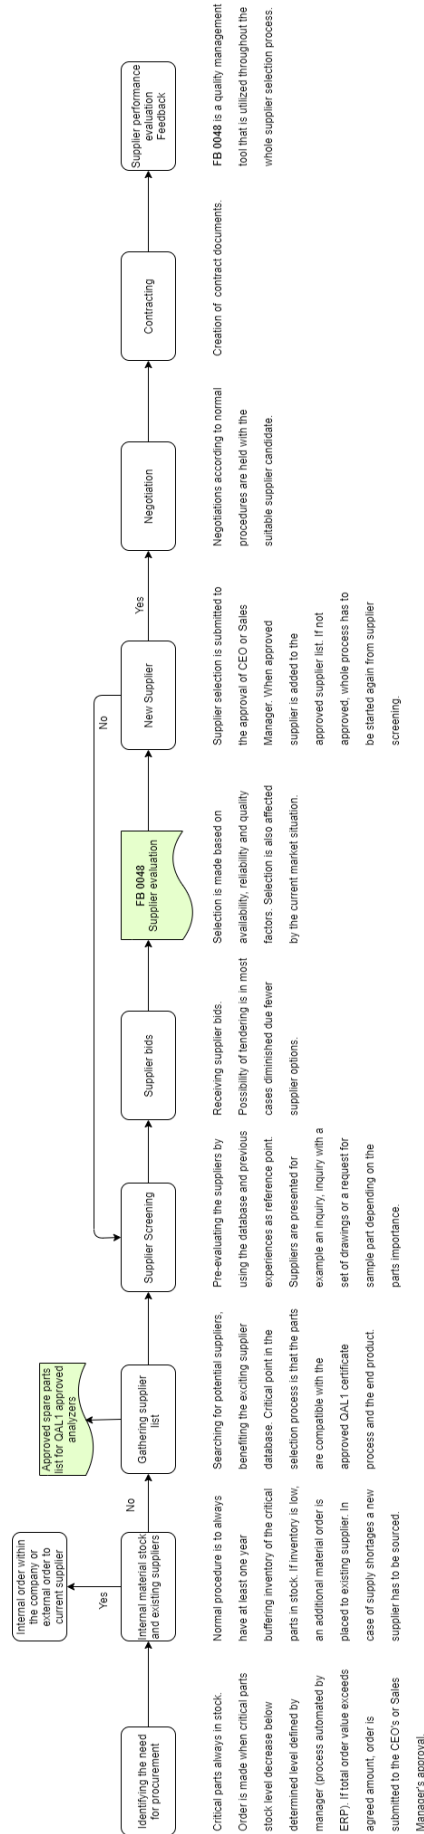 Identifying the need
for procurement
Critical parts always in stock.
Order is made when critical parts
stock level decrease below
determined level defined by
manager (process automated by
ERP). If total order value exceeds
agreed amount, order is
submitted to the CEO's or Sales
Manager's approval.
Internal order within
the company or
external order to
current supplier
Yes
Internal material stock
and existing suppliers
No
Normal procedure is to always
have at least one year
buffering inventory of the critical
parts in stock. If inventory is low,
an additional material order is
placed to existing supplier. In
case of supply shortages a new
supplier has to be sourced.
Approved spare parts
list for QAL1 approved
analyzers
Gathering supplier
list
Searching for potential suppliers,
benefiting the exciting supplier
database. Critical point in the
selection process is that the parts
are compatible with the
approved QAL1 certificate
process and the end product.
Supplier Screening
Pre-evaluating the suppliers by
using the database and previous
experiences as reference point.
Suppliers are presented for
example an inquiry, inquiry with a
set of drawings or a request for
sample part depending on the
parts importance.
Supplier bids
Receiving supplier bids.
Possibility of tendering is in most
cases diminished due fewer
supplier options.
FB 0048
Supplier evaluation
Selection is made based on
availability, reliability and quality
factors. Selection is also affected
by the current market situation.
No
New Supplier
Yes
Supplier selection is submitted to
the approval of CEO or Sales
Manager. When approved
supplier is added to the
approved supplier list. If not
approved, whole process has to
be started again from supplier
screening.
Negotiation
Negotiations according to normal
procedures are held with the
suitable supplier candidate.
Contracting
Creation of contract documents.
Supplier performance
evaluation
Feedback
FB 0048 is a quality management
tool that is utilized throughout the
whole supplier selection process.